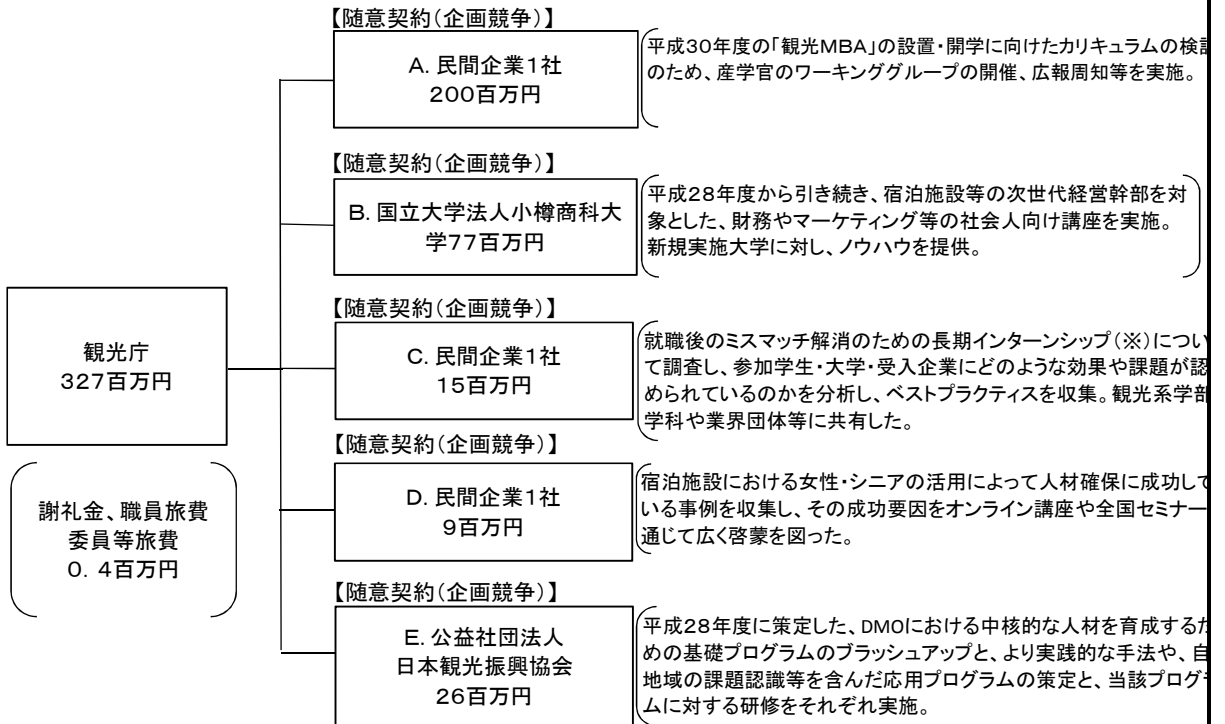 【随意契約（企画競争）】
A. 民間企業1社
200百万円
平成30年度の「観光MBA」の設置・開学に向けたカリキュラムの検
のため、産学官のワーキンググループの開催、広報周知等を実施。
【随意契約（企画競争）】
B. 国立大学法人小樽商科大
学77百万円
平成28年度から引き続き、宿泊施設等の次世代経営幹部を対
象とした、財務やマーケティング等の社会人向け講座を実施。
新規実施大学に対し、ノウハウを提供。
観光庁
327百万円
謝礼金、職員旅費
委員等旅費
0．4百万円
【随意契約（企画競争）】
C. 民間企業1社
15百万円
就職後のミスマッチ解消のための長期インターンシップ（※）につい
て調査し、参加学生・大学・受入企業にどのような効果や課題が認
められているのかを分析し、ベストプラクティスを収集。観光系学部
学科や業界団体等に共有した。
【随意契約（企画競争）】
D. 民間企業1社
9百万円
宿泊施設における女性・シニアの活用によって人材確保に成功して
いる事例を収集し、その成功要因をオンライン講座や全国セミナー
通じて広く啓蒙を図った。
【随意契約（企画競争）】
E. 公益社団法人
日本観光振興協会
26百万円
平成28年度に策定した、DMOにおける中核的な人材を育成するた
めの基礎プログラムのブラッシュアップと、より実践的な手法や、自
地域の課題認識等を含んだ応用プログラムの策定と、当該プログラ
ムに対する研修をそれぞれ実施。